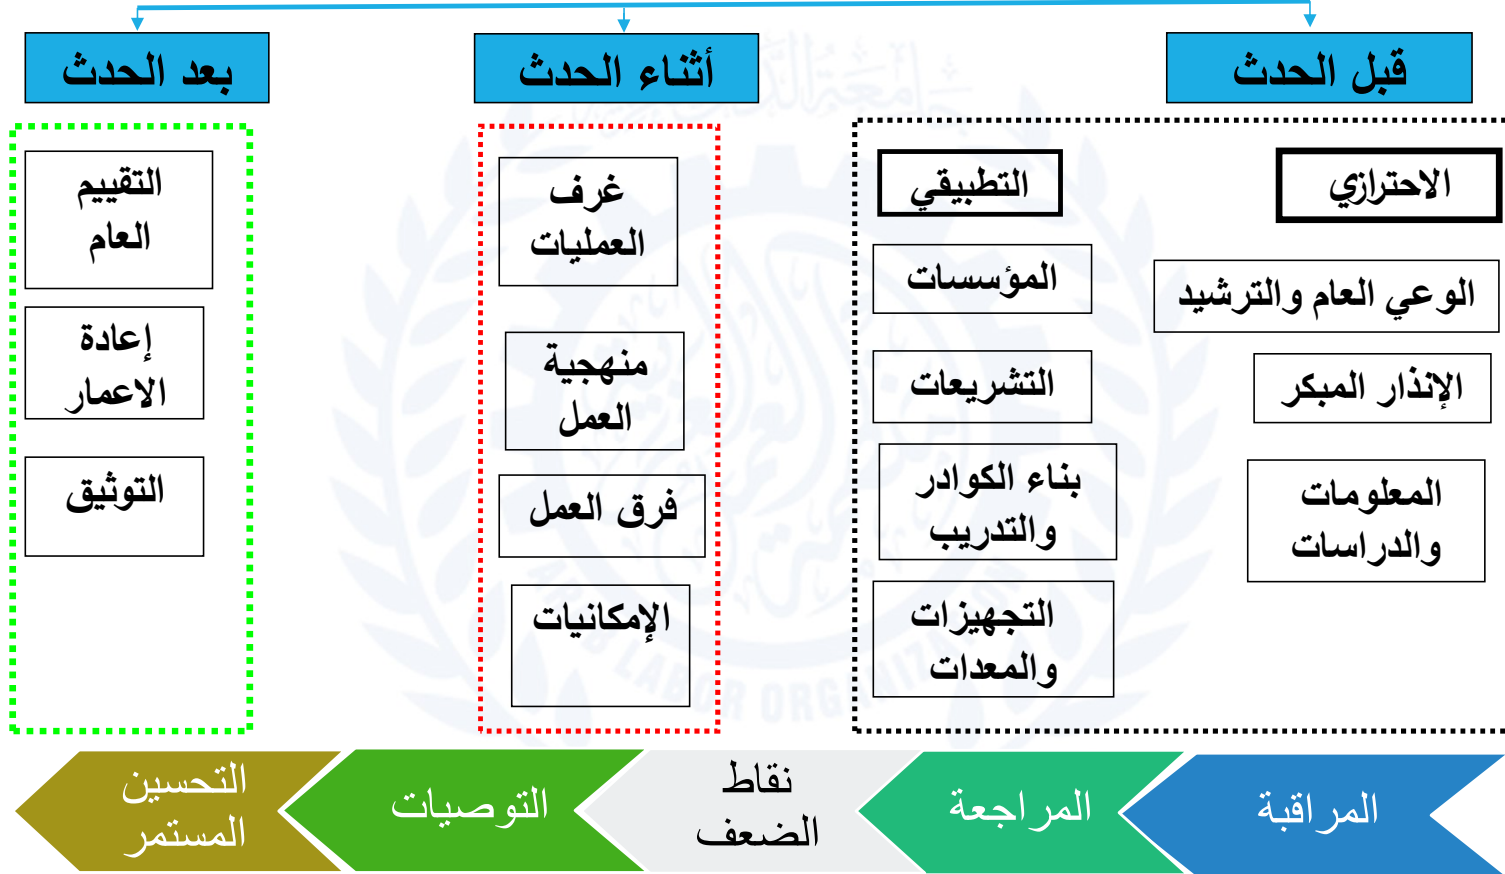 قبل الحدث
أثناء الحدث
بعد الحدث
الاحترازي
الوعي العام والترشيد
الإنذار المبكر
المعلومات
والدراسات
التطبيقي
المؤسسات
التشريعات
بناء الكوادر
والتدريب
التجهيزات
والمعدات
غرف
العمليات
منهجية
العمل
فرق العمل
الإمكانيات
التقييم
العام
إعادة
الاعمار
التوثيق
المراقبة
المراجعة
نقاط
الضعف
التوصيات
التحسين
المستمر